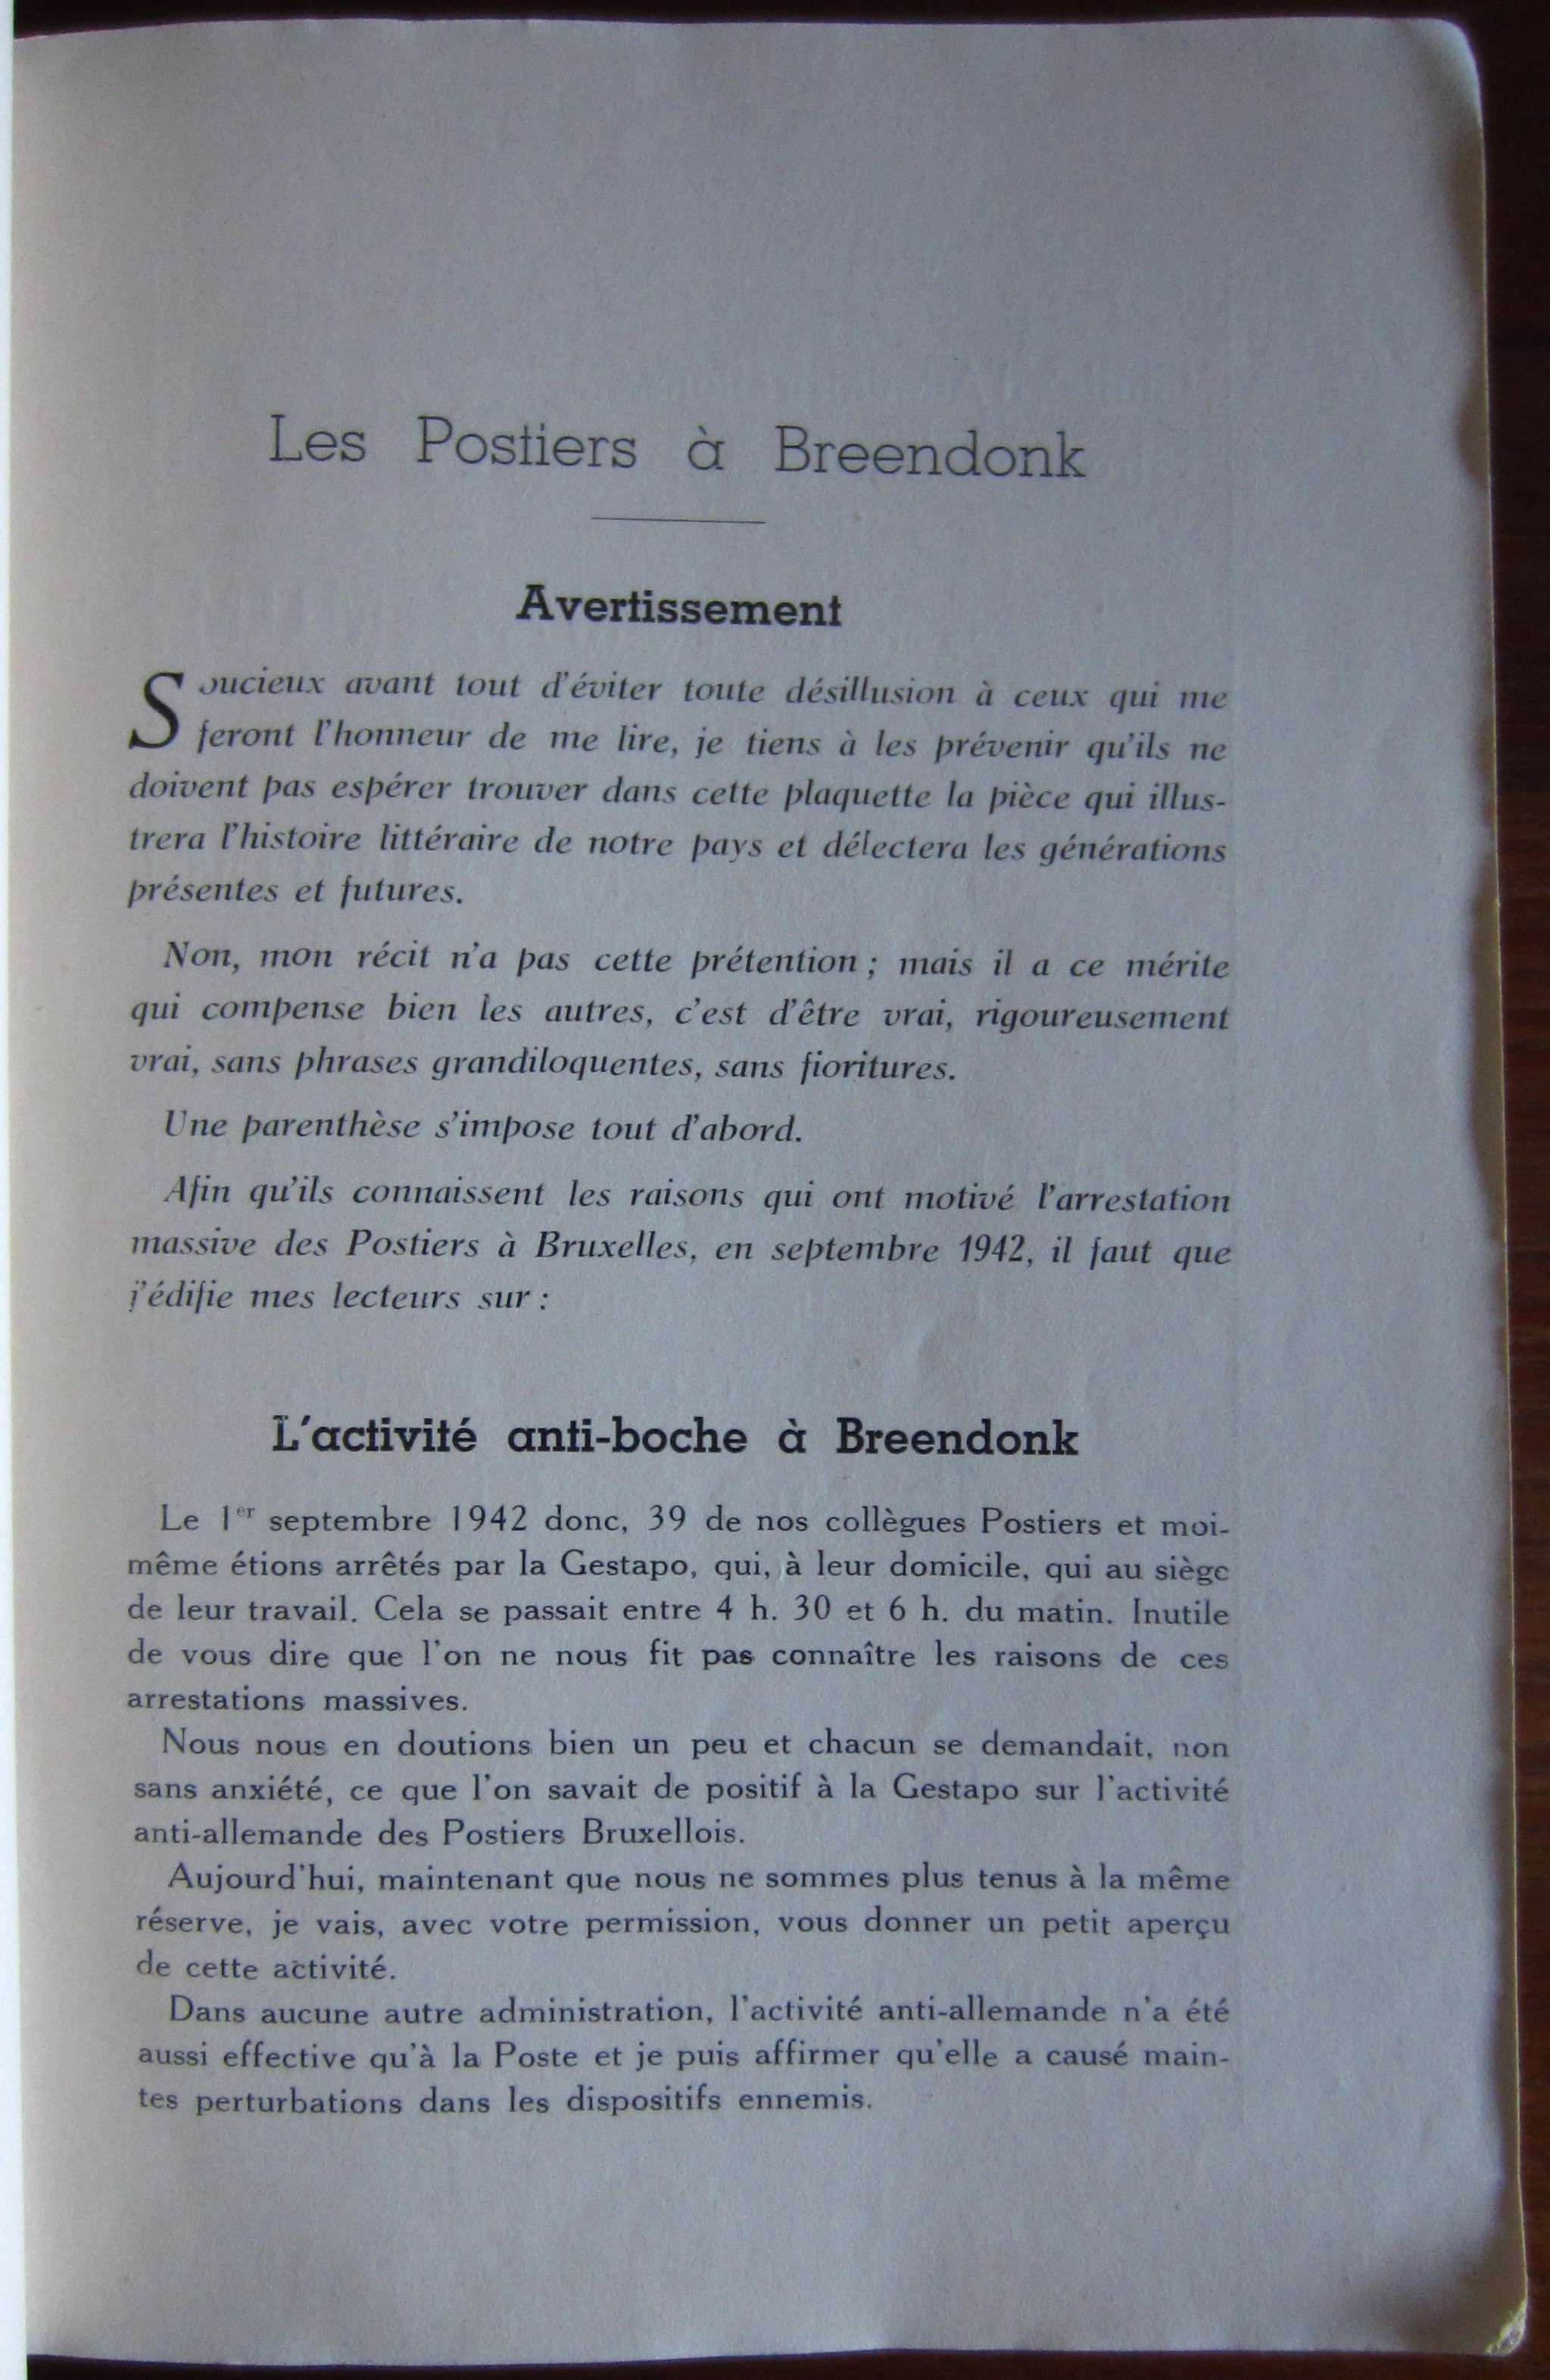 Les Postiers à Breendonk
Avertissement
Soucieux avant tout d'éviter toute désillusion à ceux qui me
feront l'honneur de me lire, je tiens à les prévenir qu'ils ne
doivent pas espérer trouver dans cette plaquette la pièce qui illus-
trera l'histoire littéraire de notre pays et délectera les générations
présentes et futures.
Non, mon récit n'a pas cette prétention ; mais il a ce mérite
qui compense bien les autres, c'est d'être vrai, rigoureusement
vrai, sans phrases grandiloquentes, sans fioritures.
Une parenthèse s'impose tout d'abord.
Afin qu'ils connaissent les raisons qui ont motivé l'arrestation
massive des Postiers à Bruxelles, en septembre 1942, il faut que
j'édifie mes lecteurs sur :
L'activité anti-boche à Breendonk
Le 1er septembre 1942 donc, 39 de nos collègues Postiers et moi-
même étions arrêtés par la Gestapo, qui, à leur domicile, qui au siège
de leur travail. Cela se passait entre 4 h. 30 et 6 h. du matin. Inutile
de vous dire que l'on ne nous fit pas connaître les raisons de ces
arrestations massives.
Nous nous en doutions bien un peu et chacun se demandait, non
sans anxiété, ce que l'on savait de positif à la Gestapo sur l'activité
anti-allemande des Postiers Bruxellois.
Aujourd'hui, maintenant que nous ne sommes plus tenus à la même
réserve, je vais, avec votre permission, vous donner un petit aperçu
de cette activité.
Dans aucune autre administration, l'activité anti-allemande n'a été
aussi effective qu'à la Poste et je puis affirmer qu'elle a causé main-
tes perturbations dans les dispositifs ennemis.